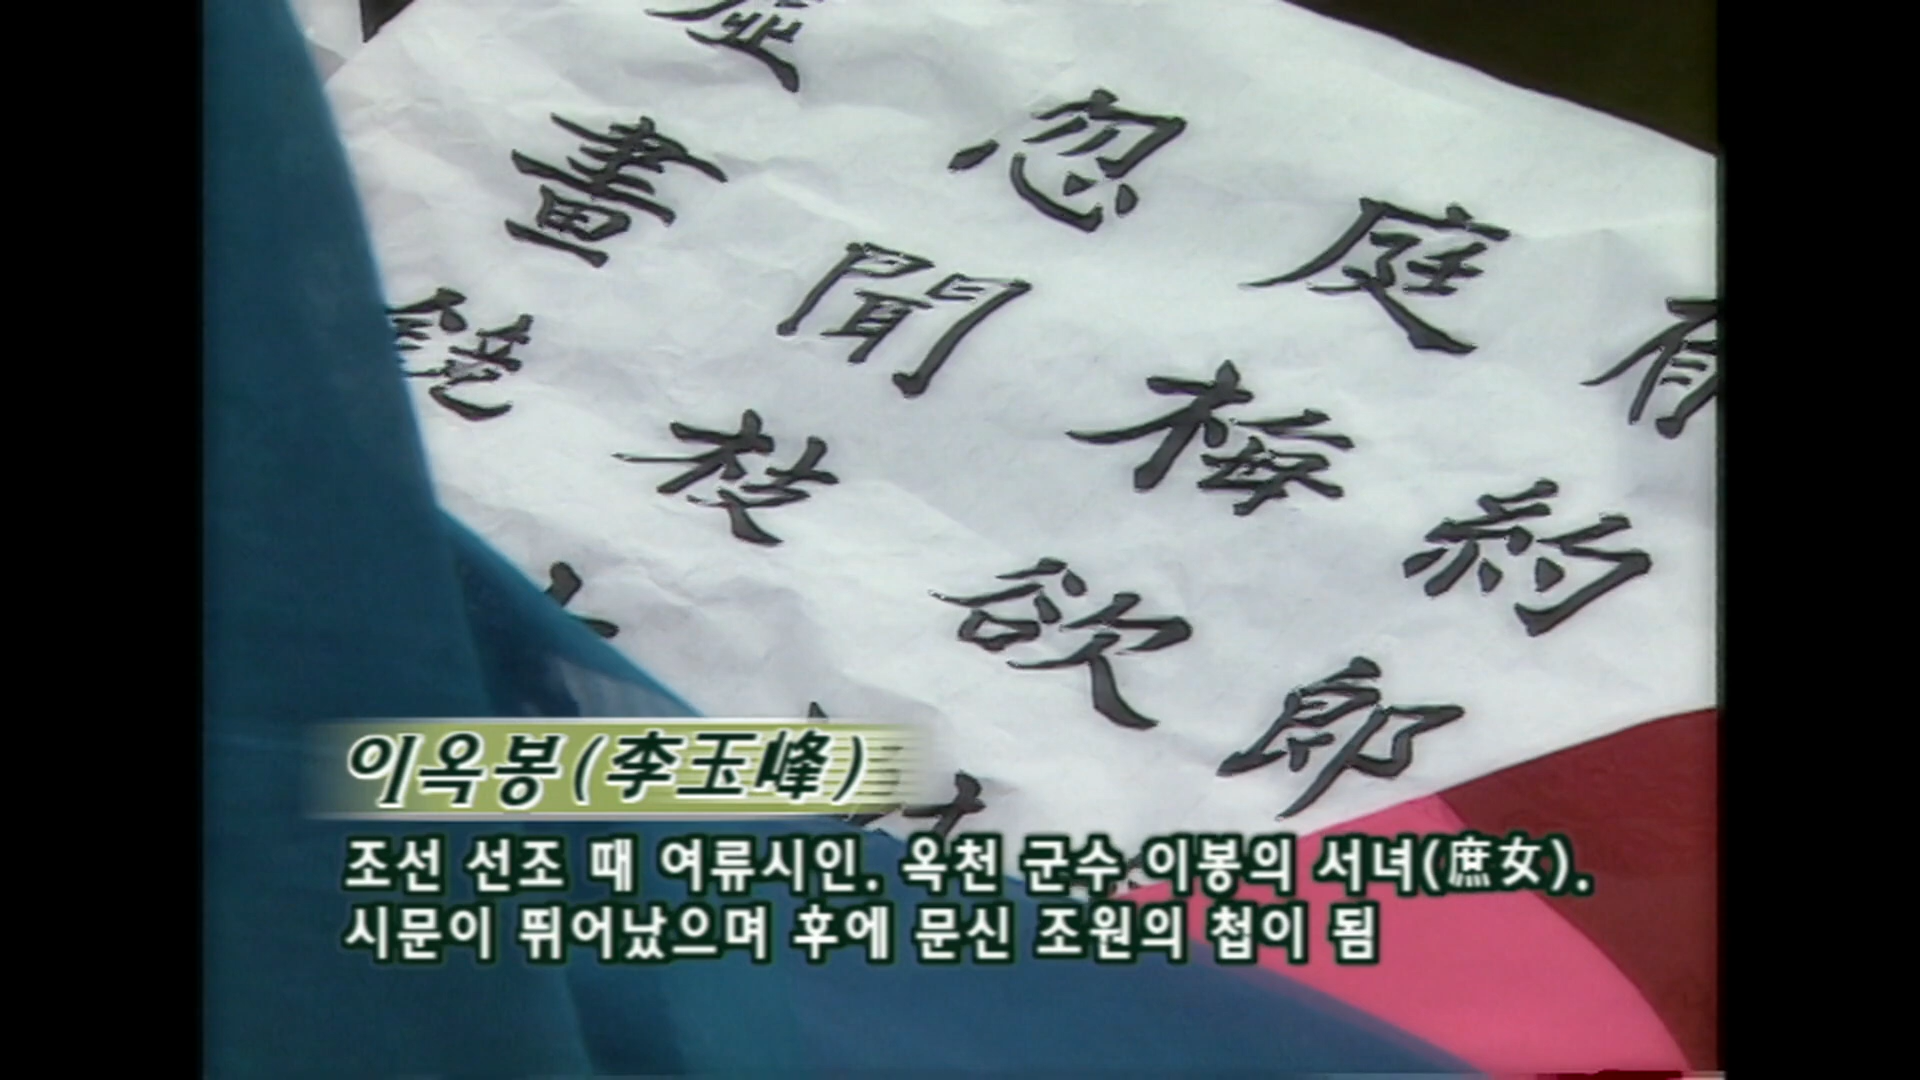 有約郎
庭梅欲
忽聞枝
虛畫鏡
이옥봉(李玉峰)
조선 선조 때 여류시인. 옥천 군수 이봉의 서녀(庶女).
시문이 뛰어났으며 후에 문신 조원의 첩이 됨